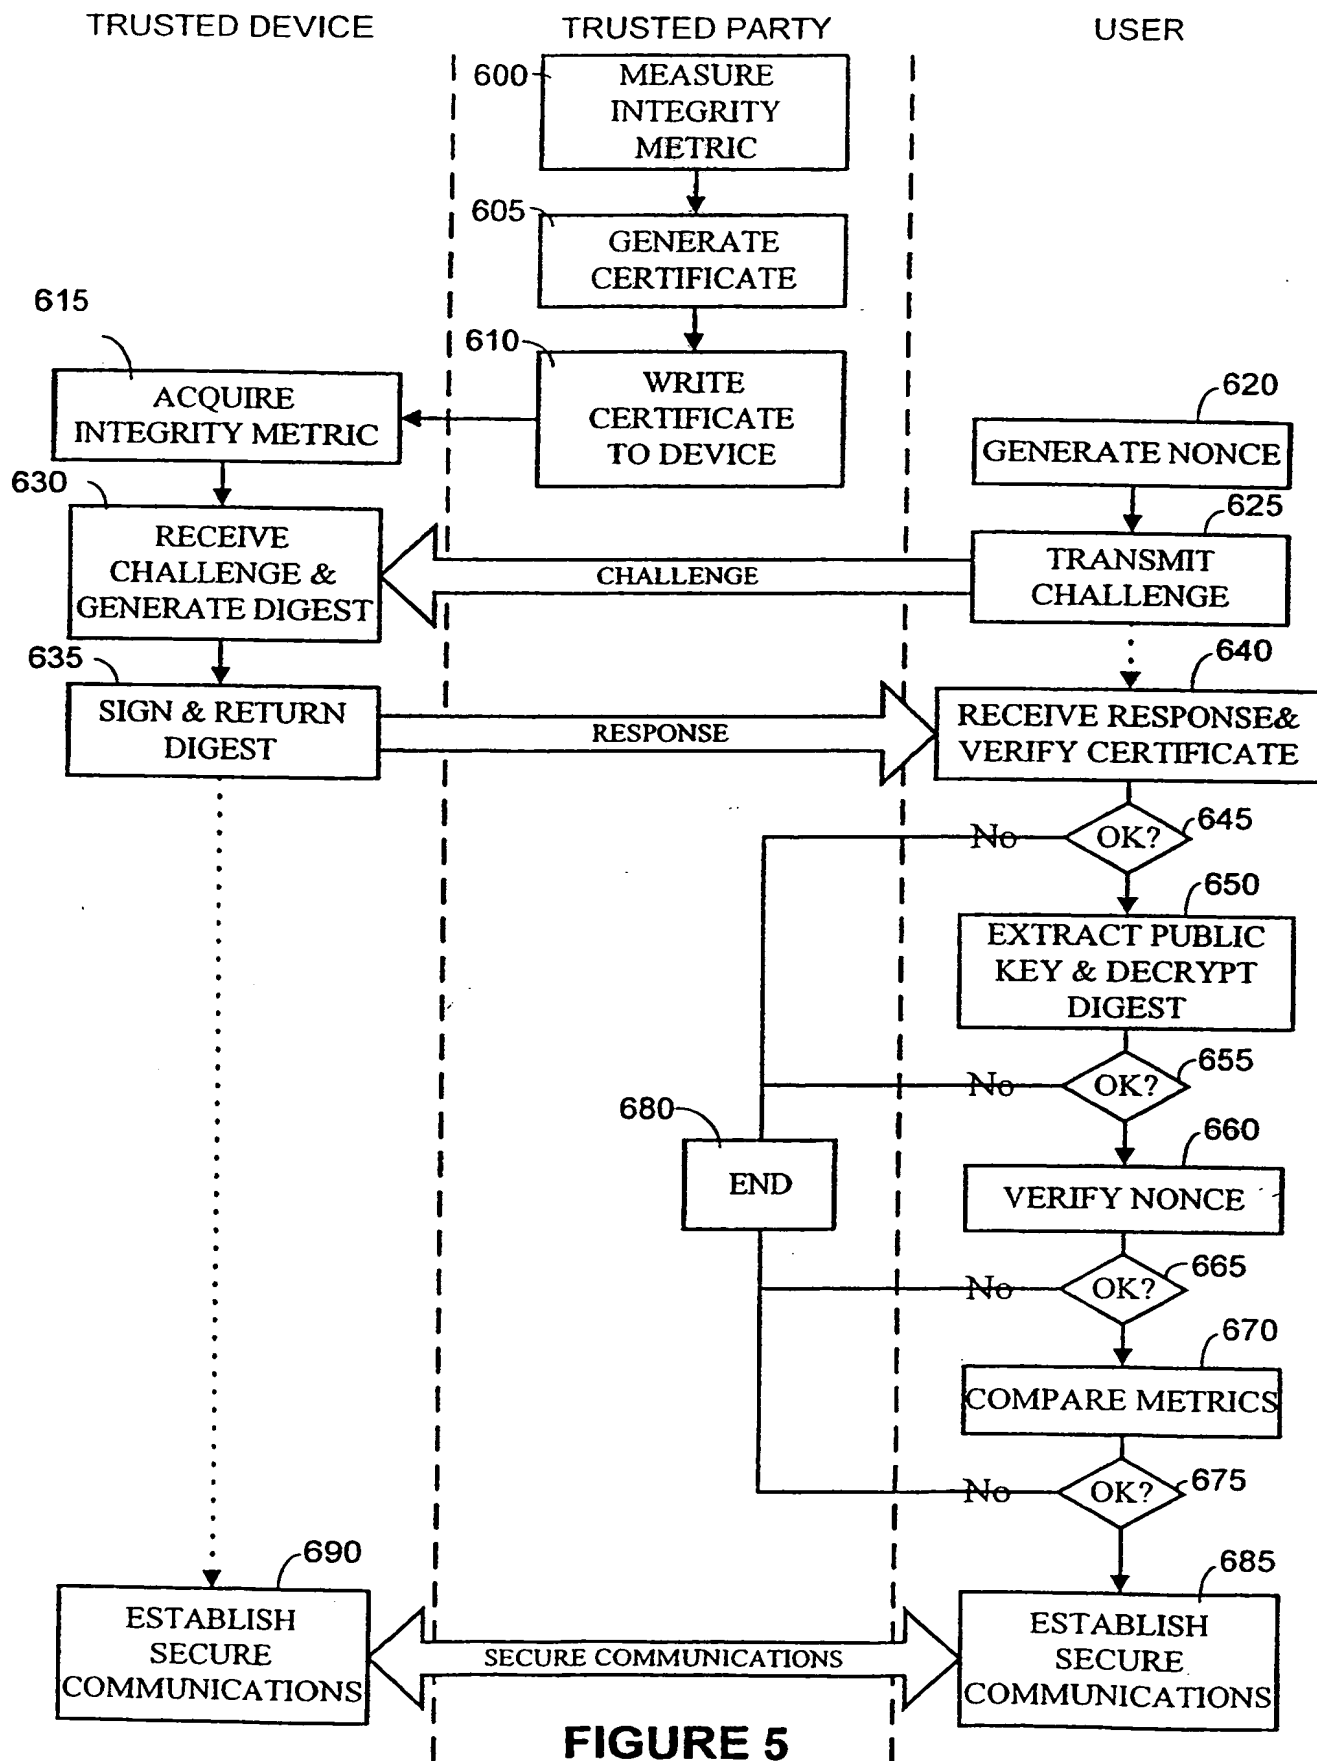 TRUSTED DEVICE
TRUSTED PARTY
USER
600
MEASURE
INTEGRITY
METRIC
605
GENERATE
CERTIFICATE
615
610
ACQUIRE
INTEGRITY METRIC
WRITE
CERTIFICATE
TO DEVICE
620
GENERATE NONCE
630
625
RECEIVE
CHALLENGE &
GENERATE DIGEST
CHALLENGE
TRANSMIT
CHALLENGE
635
640
SIGN & RETURN
DIGEST
RESPONSE
RECEIVE RESPONSE&
VERIFY CERTIFICATE
No
OK?
645
650
EXTRACT PUBLIC
KEY & DECRYPT
DIGEST
No
OK?
655
680
END
660
VERIFY NONCE
No
OK?
665
670
COMPARE METRICS
No
OK?
675
690
685
ESTABLISH
SECURE
COMMUNICATIONS
SECURE COMMUNICATIONS
ESTABLISH
SECURE
COMMUNICATIONS
FIGURE 5